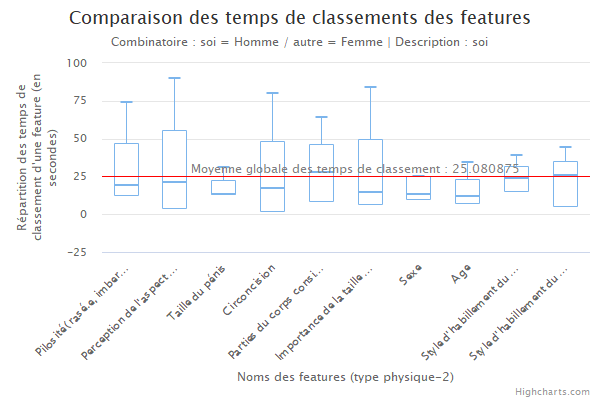 Comparaison des temps de classements des features
Combinatoire : soi = Homme / autre = Femme | Description : soi
Répartition des temps de
classement d'une feature (en
secondes)
100
75
50
25
0
−25
Moyenne globale des temps de classement : 25.080875
Pilosité(rasé.e, imber…
Perception de l'aspect…
Taille du pénis
Circoncision
Parties du corps consi…
Importance de la taille…
Sexe
Age
Style d'habillement du…
Style d'habillement du…
Noms des features (type physique-2)
Highcharts.com